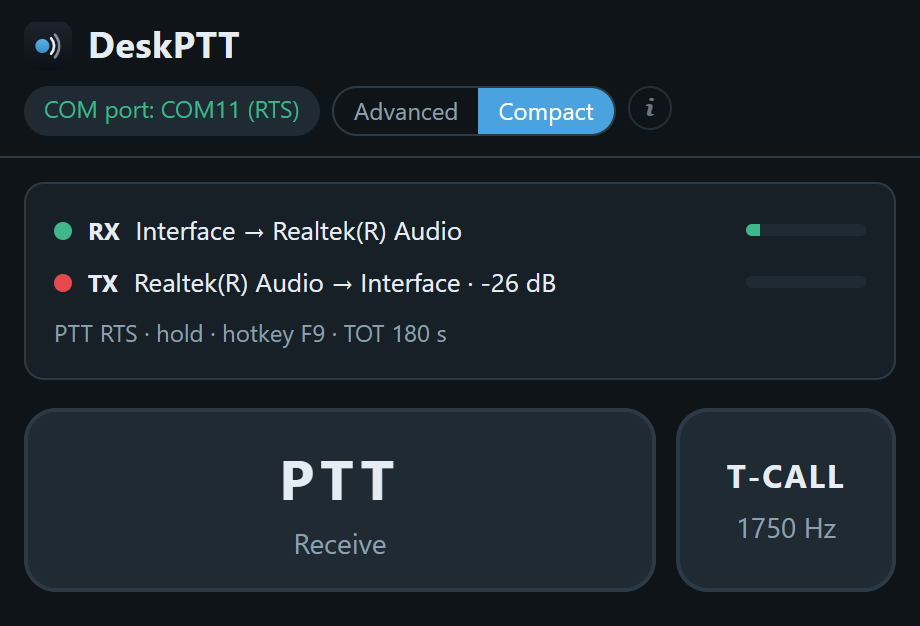 DeskPTT
COM port: COM11 (RTS) Advanced Compact i
RX Interface → Realtek(R) Audio
TX Realtek(R) Audio → Interface · -26 dB
PTT RTS · hold · hotkey F9 · TOT 180 s
PTT
Receive
T-CALL
1750 Hz